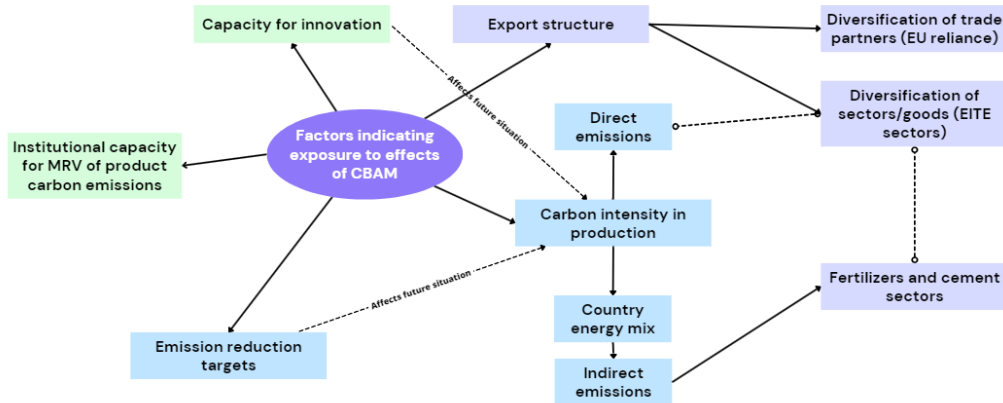 Capacity for innovation
Export structure
Diversification of trade
partners (EU reliance)
Affects future situation
Diversification of
sectors/goods (EITE
sectors)
Direct
emissions
Factors indicating
exposure to effects
of CBAM
Institutional capacity
for MRV of product
carbon emissions
Carbon intensity in
production
Affects future situation
Fertilizers and cement
sectors
Country
energy mix
Emission reduction
targets
Indirect
emissions